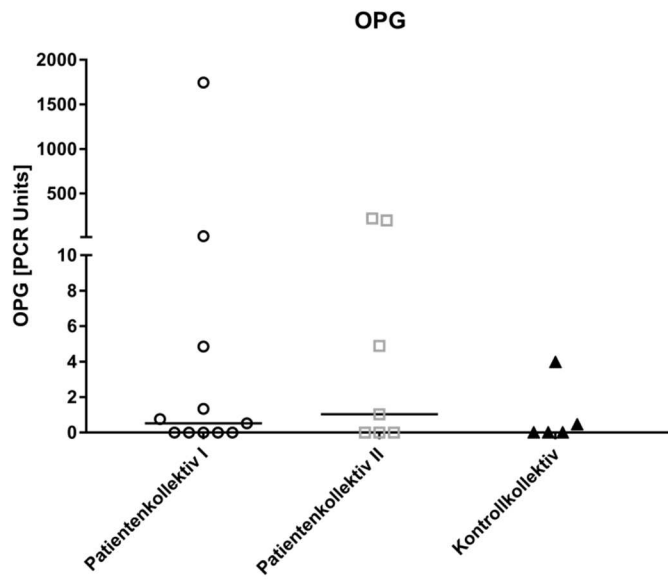 OPG
2000
1500
1000
500
10
8
6
4
2
0
OPG [PCR Units]
Patientenkollektiv I
Patientenkollektiv II
Kontrollkollektiv